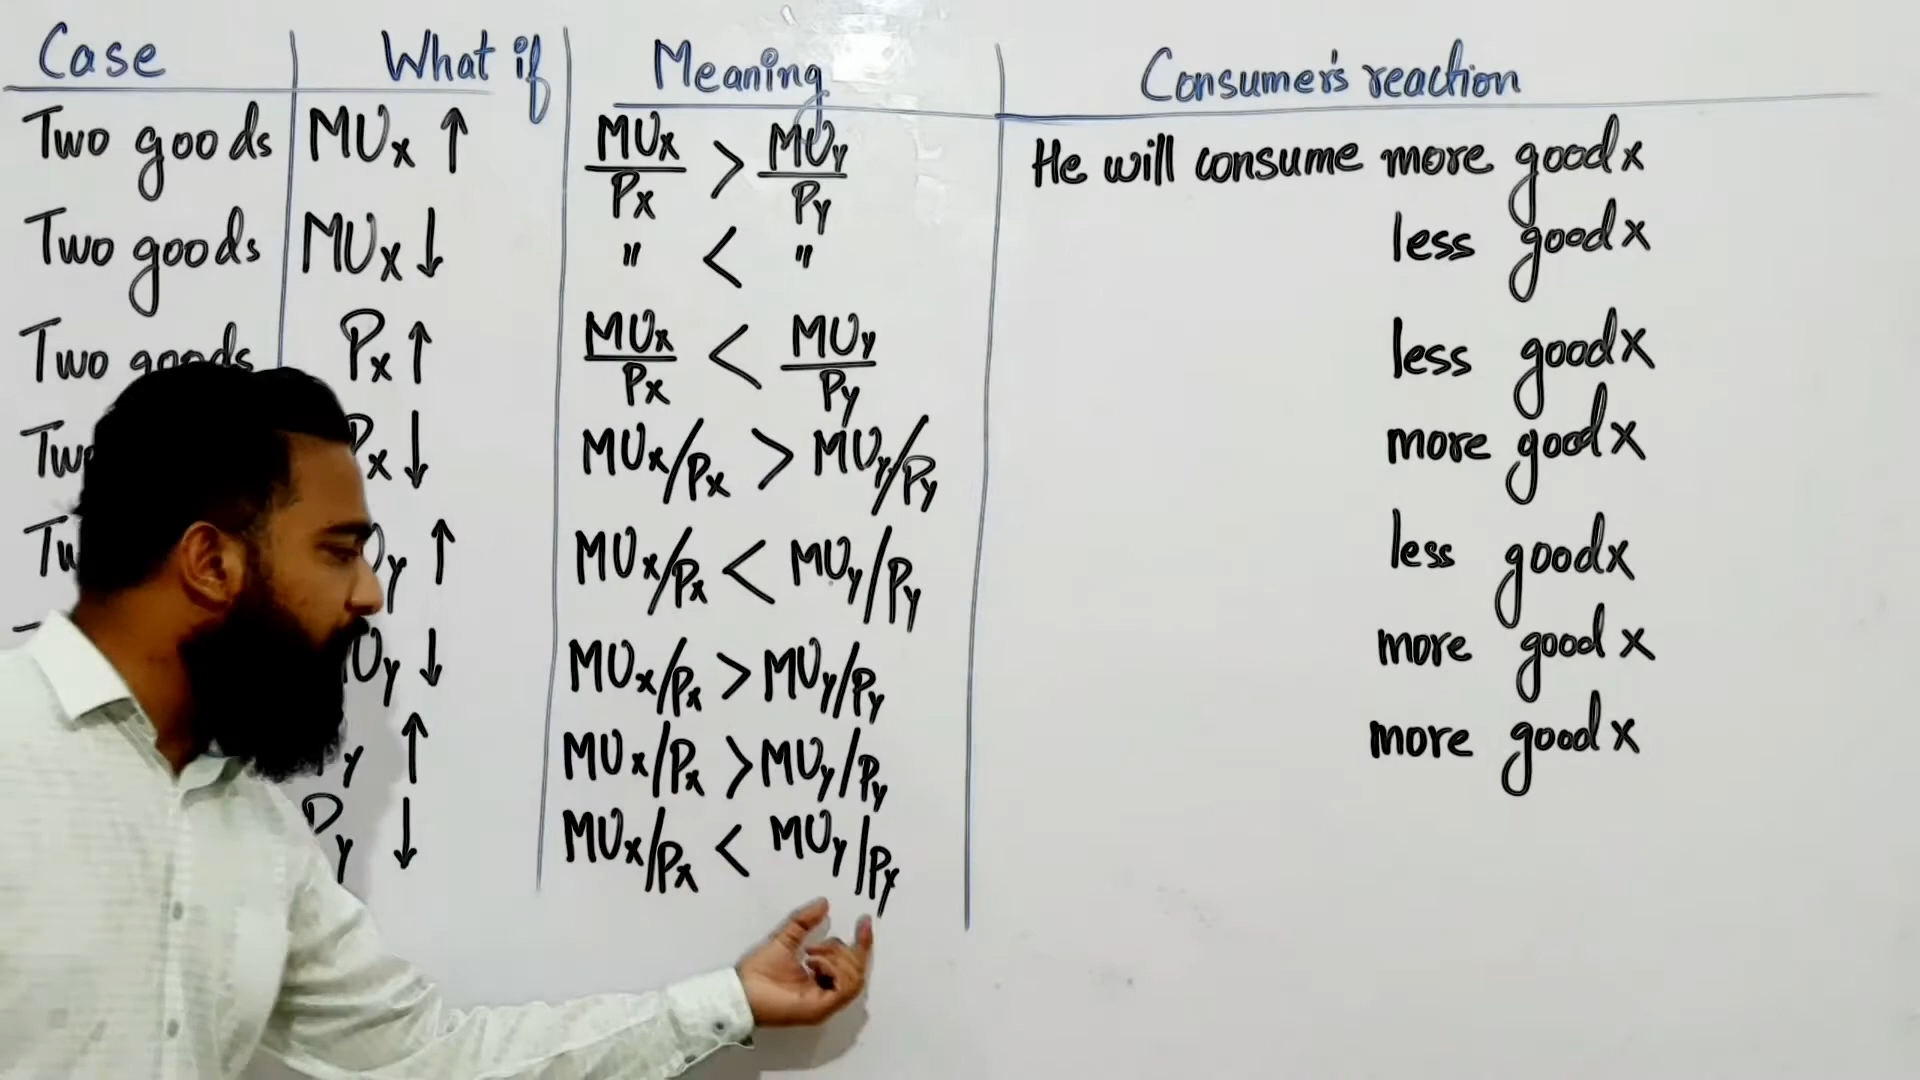 Case What if Meaning Consumer's reaction
Two goods MUx ↑ MUx/Px > MUy/Py He will consume more good x
Two goods MUx ↓ " < " less good x
Two goods Px ↑ MUx/Px < MUy/Py less good x
Px ↓ MUx/Px > MUy/Py more good x
y ↑ MUx/Px < MUy/Py less good x
Uy ↓ MUx/Px > MUy/Py more good x
y ↑ MUx/Px > MUy/Py more good x
Py ↓ MUx/Px < MUy/Py